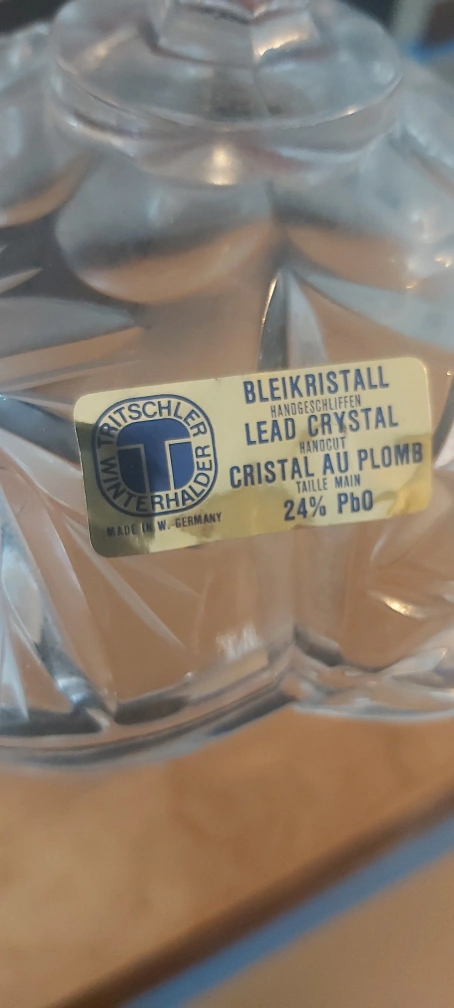 TRITSCHLER
WINTERHALDER
T
MADE IN W.-GERMANY
BLEIKRISTALL
HANDGESCHLIFFEN
LEAD CRYSTAL
HANDCUT
CRISTAL AU PLOMB
TAILLE MAIN
24% PbO